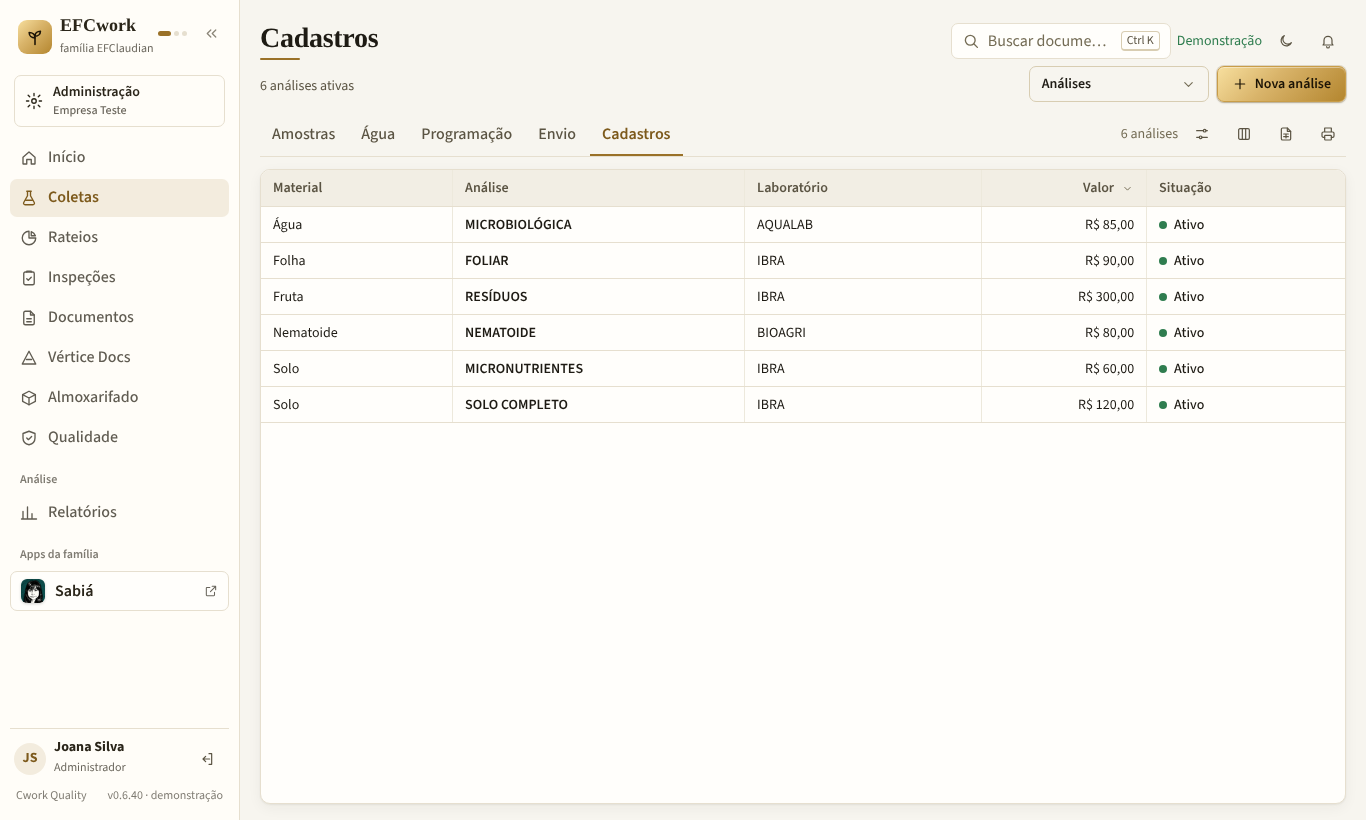 EFCwork
família EFClaudian
Administração
Empresa Teste
Início
Coletas
Rateios
Inspeções
Documentos
Vértice Docs
Almoxarifado
Qualidade
Análise
Relatórios
Apps da família
Sabiá
JS
Joana Silva
Administrador
Cwork Quality v0.6.40 · demonstração
Cadastros
Buscar docume… Ctrl K Demonstração
6 análises ativas
Análises
Nova análise
Amostras Água Programação Envio Cadastros
6 análises
Material Análise Laboratório Valor Situação
Água MICROBIOLÓGICA AQUALAB R$ 85,00 Ativo
Folha FOLIAR IBRA R$ 90,00 Ativo
Fruta RESÍDUOS IBRA R$ 300,00 Ativo
Nematoide NEMATOIDE BIOAGRI R$ 80,00 Ativo
Solo MICRONUTRIENTES IBRA R$ 60,00 Ativo
Solo SOLO COMPLETO IBRA R$ 120,00 Ativo